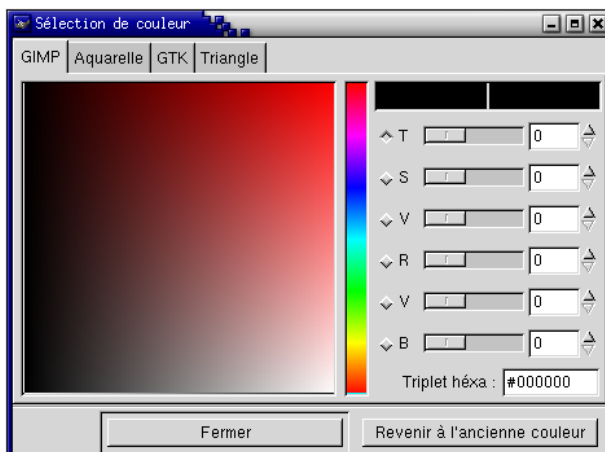 Sélection de couleur
GIMP Aquarelle GTK Triangle
T 0
S 0
V 0
R 0
V 0
B 0
Triplet héxa : #000000
Fermer Revenir à l'ancienne couleur